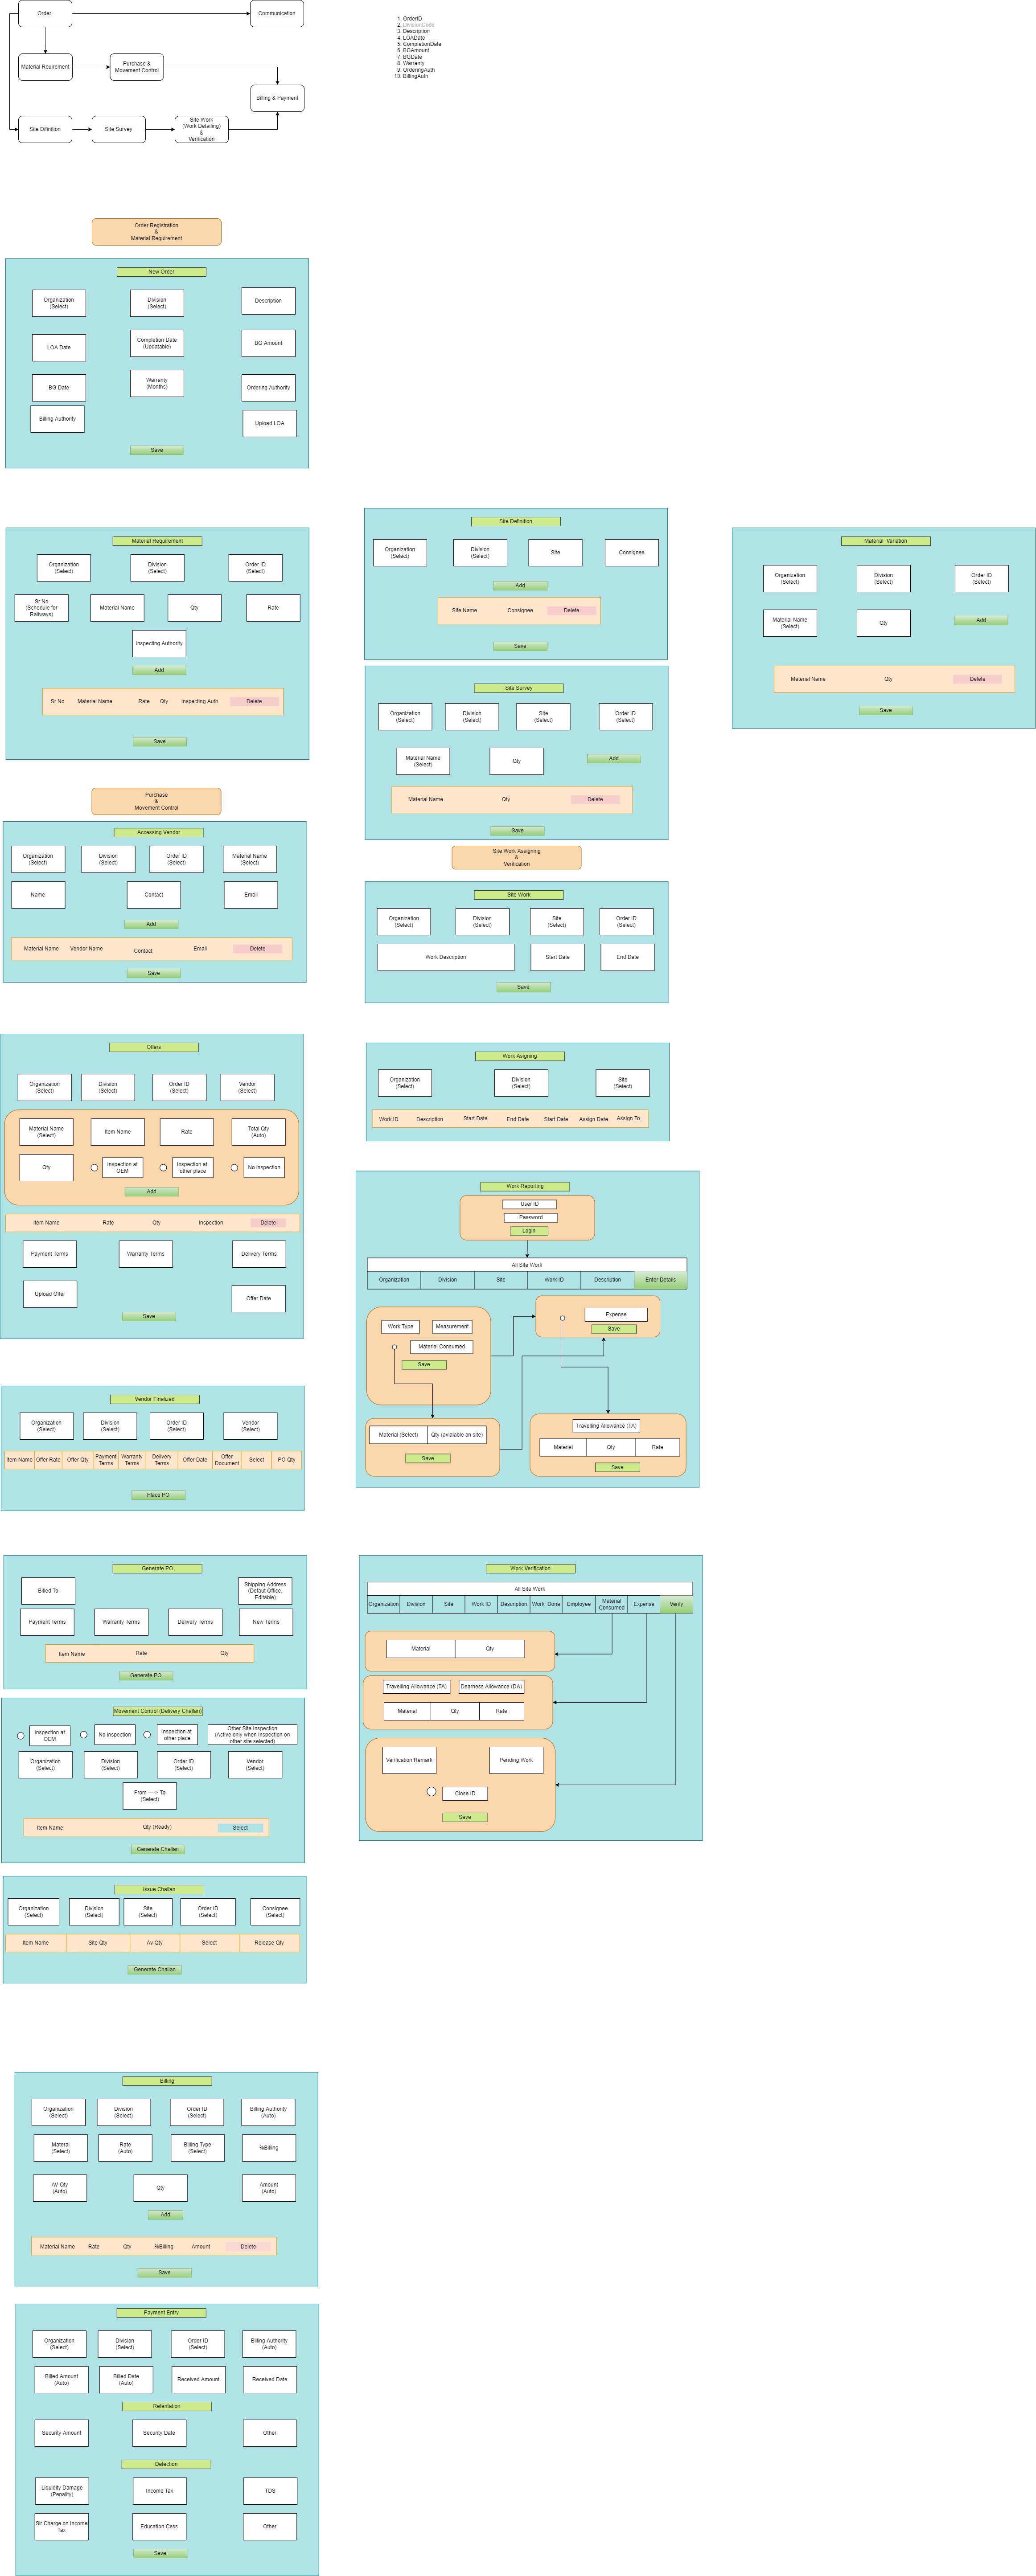 Order
Communication
Material Reuirement
Purchase &
Movement Control
Billing & Payment
Site Difinition
Site Survey
Site Work
(Work Detailing)
&
Verification
1. OrderID
2. DivisionCode
3. Description
4. LOADate
5. CompletionDate
6. BGAmount
7. BGDate
8. Warranty
9. OrderingAuth
10. BillingAuth
Order Registration
&
Material Requirement
New Order
Organization
(Select)
Division
(Select)
Description
LOA Date
Completion Date
(Updatable)
BG Amount
BG Date
Warranty
(Months)
Ordering Authority
Billing Authority
Upload LOA
Save
Material Requirement
Organization
(Select)
Division
(Select)
Order ID
(Select)
Sr No
(Schedule for
Railways)
Material Name
Qty
Rate
Inspecting Authority
Add
Sr No Material Name Rate Qty Inspecting Auth Delete
Save
Site Definition
Organization
(Select)
Division
(Select)
Site
Consignee
Add
Site Name Consignee Delete
Save
Material Variation
Organization
(Select)
Division
(Select)
Order ID
(Select)
Material Name
(Select)
Qty
Add
Material Name Qty Delete
Save
Site Survey
Organization
(Select)
Division
(Select)
Site
(Select)
Order ID
(Select)
Material Name
(Select)
Qty
Add
Material Name Qty Delete
Save
Purchase
&
Movement Control
Accessing Vendor
Organization
(Select)
Division
(Select)
Order ID
(Select)
Material Name
(Select)
Name
Contact
Email
Add
Material Name Vendor Name Contact Email Delete
Save
Site Work Assigning
&
Verification
Site Work
Organization
(Select)
Division
(Select)
Site
(Select)
Order ID
(Select)
Work Description
Start Date
End Date
Save
Offers
Organization
(Select)
Division
(Select)
Order ID
(Select)
Vendor
(Select)
Material Name
(Select)
Item Name
Rate
Total Qty
(Auto)
Qty
Inspection at
OEM
Inspection at
other place
No inspection
Add
Item Name Rate Qty Inspection Delete
Payment Terms
Warranty Terms
Delivery Terms
Upload Offer
Offer Date
Save
Work Asigning
Organization
(Select)
Division
(Select)
Site
(Select)
Work ID Description Start Date End Date Start Date Assign Date Assign To
Work Reporting
User ID
Password
Login
All Site Work
Organization Division Site Work ID Description Enter Details
Work Type
Measurement
Material Consumed
Save
Expense
Save
Material (Select) Qty (avialable on site)
Save
Travelling Allowance (TA)
Material Qty Rate
Save
Vendor Finalized
Organization
(Select)
Division
(Select)
Order ID
(Select)
Vendor
(Select)
Item Name Offer Rate Offer Qty Payment
Terms Warranty
Terms Delivery
Terms Offer Date Offer
Document Select PO Qty
Place PO
Generate PO
Billed To
Shipping Address
(Defaut Office,
Editable)
Payment Terms
Warranty Terms
Delivery Terms
New Terms
Item Name Rate Qty
Generate PO
Work Verification
All Site Work
Organization Division Site Work ID Description Work Done Employee Material
Consumed Expense Verify
Material Qty
Travelling Allowance (TA)
Dearness Allowance (DA)
Material Qty Rate
Verification Remark
Pending Work
Close ID
Save
Movement Control (Delivery Challan)
Inspection at
OEM
No inspection
Inspection at
other place
Other Site Inspection
(Active only when Inspection on
other site selected)
Organization
(Select)
Division
(Select)
Order ID
(Select)
Vendor
(Select)
From ----> To
(Select)
Item Name Qty (Ready) Select
Generate Challan
Issue Challan
Organization
(Select)
Division
(Select)
Site
(Select)
Order ID
(Select)
Consignee
(Select)
Item Name Site Qty Av Qty Select Release Qty
Generate Challan
Billing
Organization
(Select)
Division
(Select)
Order ID
(Select)
Billing Authority
(Auto)
Materal
(Select)
Rate
(Auto)
Billing Type
(Select)
%Billing
AV Qty
(Auto)
Qty
Amount
(Auto)
Add
Material Name Rate Qty %Billing Amount Delete
Save
Payment Entry
Organization
(Select)
Division
(Select)
Order ID
(Select)
Billing Authority
(Auto)
Billed Amount
(Auto)
Billed Date
(Auto)
Received Amount
Received Date
Retentation
Security Amount
Security Date
Other
Detection
Liquidity Damage
(Penality)
Income Tax
TDS
Sir Charge on Income
Tax
Education Cess
Other
Save